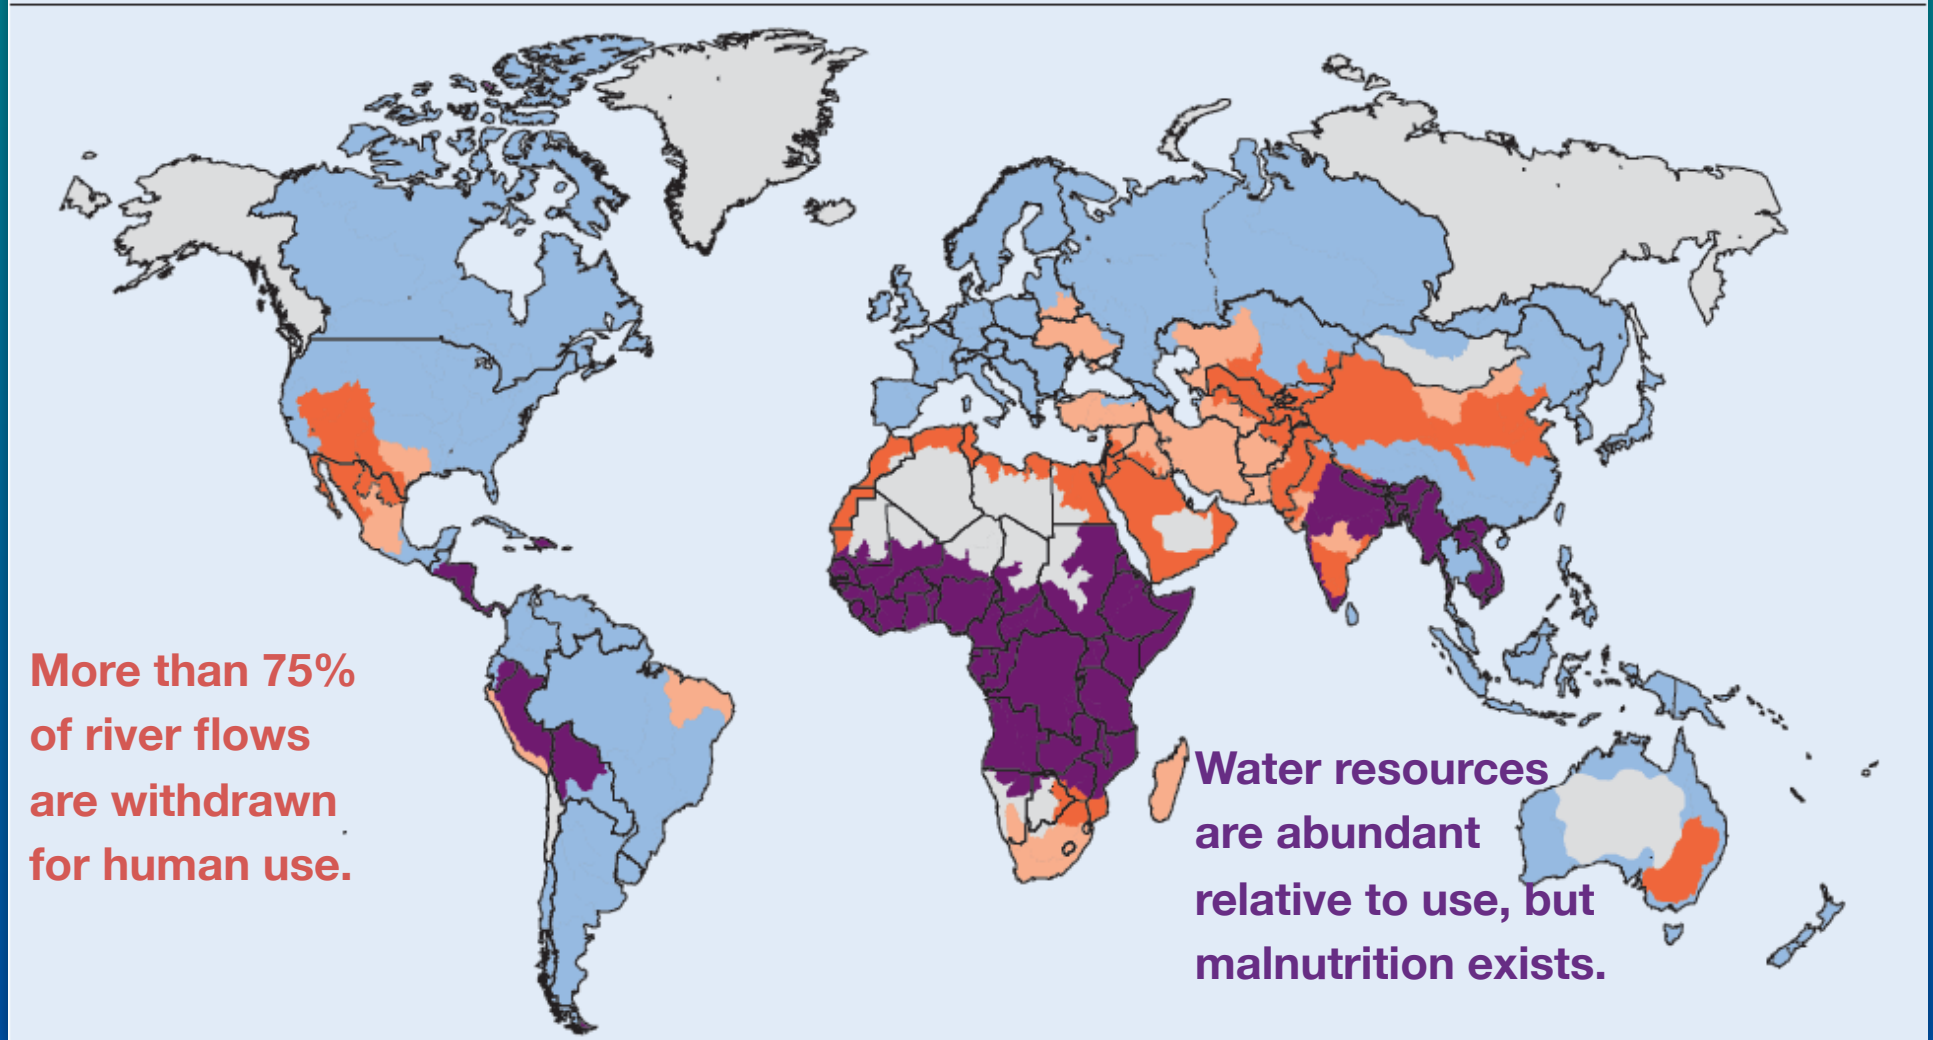 More than 75%
of river flows
are withdrawn
for human use.
Water resources
are abundant
relative to use, but
malnutrition exists.